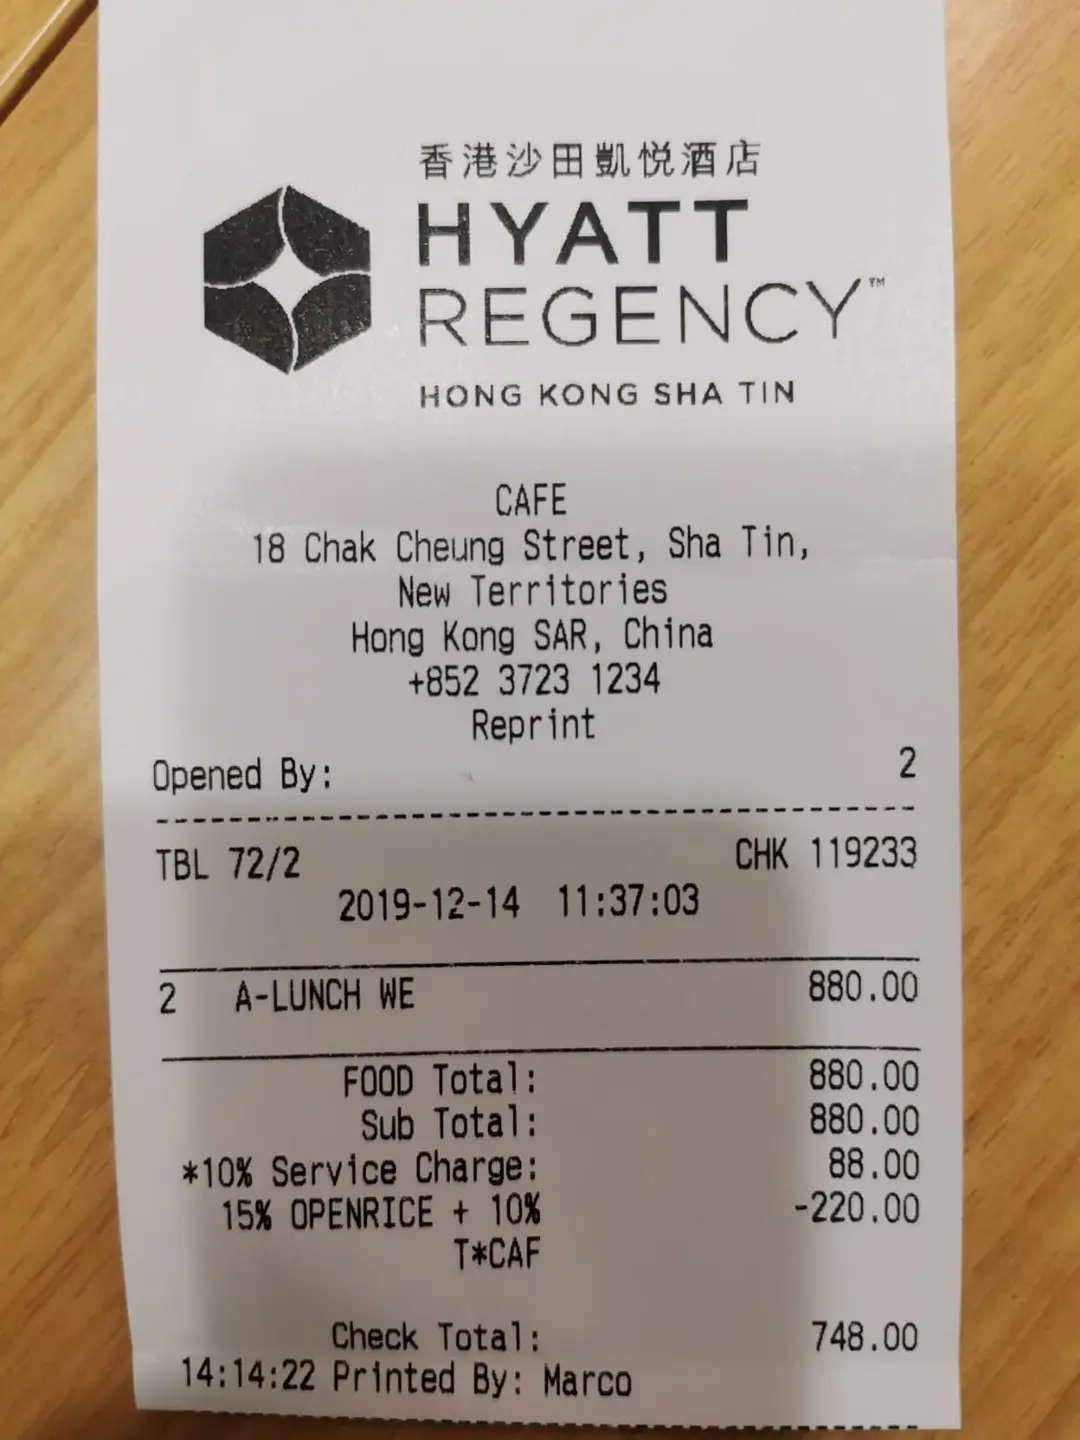 香港沙田凱悦酒店
HYATT
REGENCY™
HONG KONG SHA TIN
CAFE
18 Chak Cheung Street, Sha Tin,
New Territories
Hong Kong SAR, China
+852 3723 1234
Reprint
Opened By: 2
TBL 72/2 CHK 119233
2019-12-14 11:37:03
2 A-LUNCH WE 880.00
FOOD Total: 880.00
Sub Total: 880.00
*10% Service Charge: 88.00
15% OPENRICE + 10% -220.00
T*CAF
Check Total: 748.00
14:14:22 Printed By: Marco